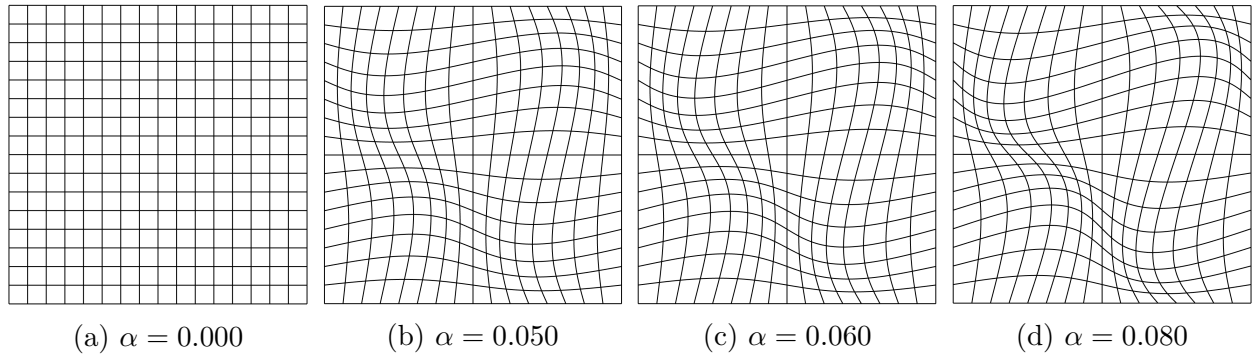 (a) α = 0.000
(b) α = 0.050
(c) α = 0.060
(d) α = 0.080